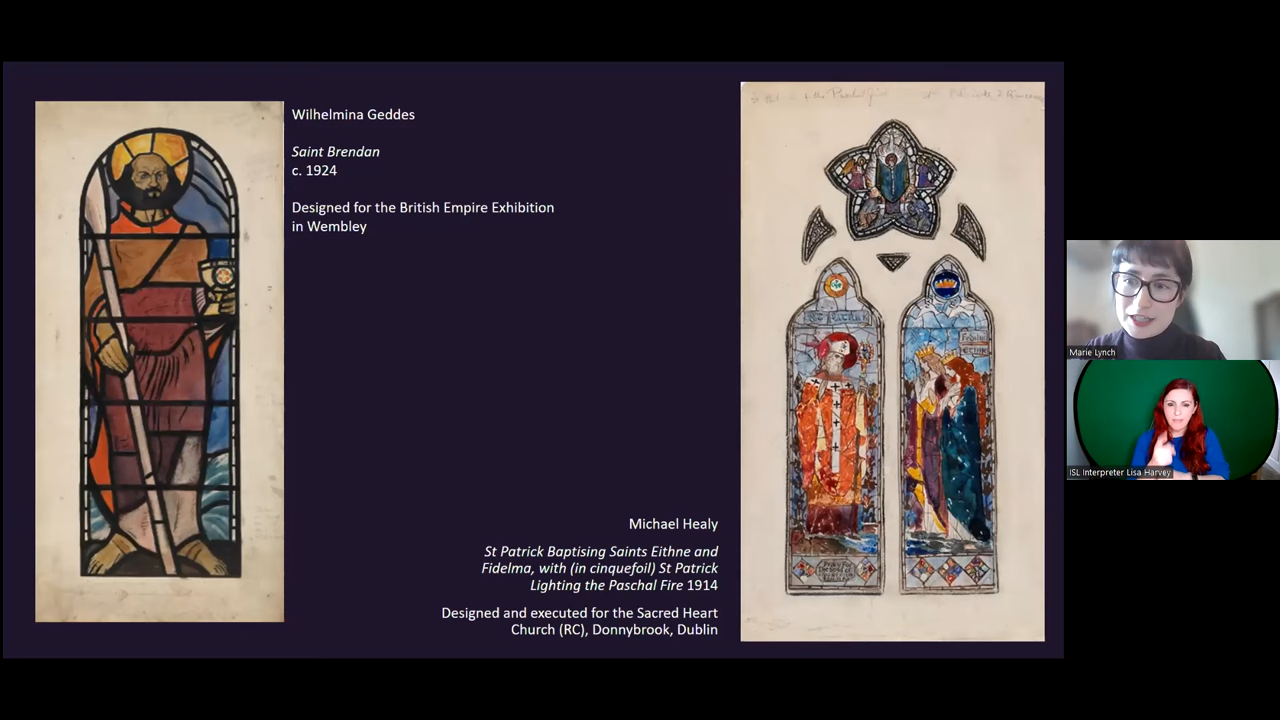 Wilhelmina Geddes
Saint Brendan
c. 1924
Designed for the British Empire Exhibition
in Wembley
Michael Healy
St Patrick Baptising Saints Eithne and
Fidelma, with (in cinquefoil) St Patrick
Lighting the Paschal Fire 1914
Designed and executed for the Sacred Heart
Church (RC), Donnybrook, Dublin
Marie Lynch
ISL Interpreter Lisa Harvey